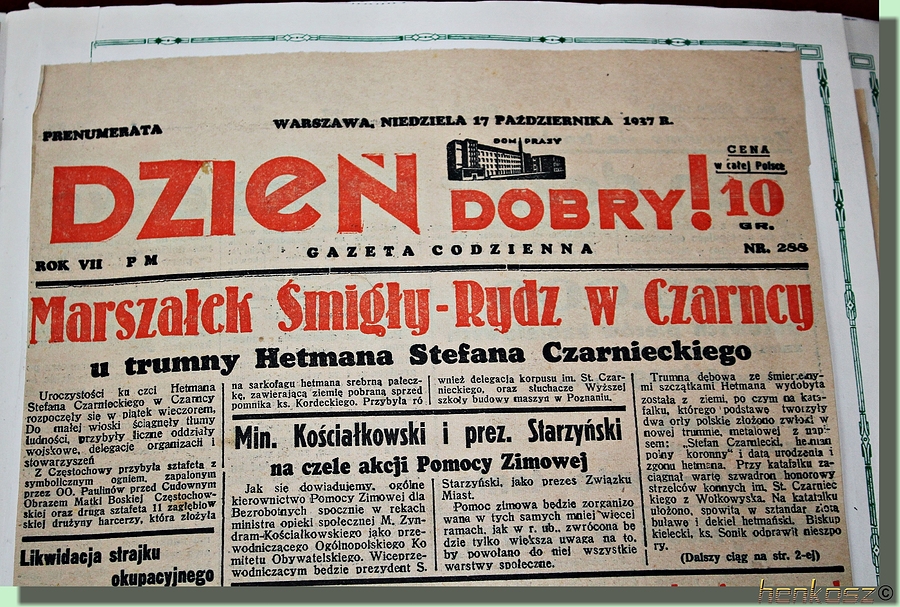 PRENUMERATA
WARSZAWA, NIEDZIELA 17 PAŹDZIERNIKA 1937 R.
DZIEŃ
DOM PRASY
DOBRY!
CENA
w całej Polsce
10
GR.
ROK VII P M
GAZETA CODZIENNA
NR. 288
Marszałek Śmigły-Rydz w Czarncy
u trumny Hetmana Stefana Czarnieckiego
Uroczystości ku czci Hetmana
Stefana Czarnieckiego w Czarncy
rozpoczęły się w piątek wieczorem.
Do małej wioski ściągnęły tłumy
ludności, przybyły liczne oddziały
wojskowe, delegacje organizacji i
stowarzyszeń
Z Częstochowy przybyła sztafeta z
symbolicznym ogniem, zapalonym
przez OO. Paulinów przed Cudownym
Obrazem Matki Boskiej Częstochow-
skiej oraz druga sztafeta 11 zagłębiow
skiej drużyny harcerzy, która złożyła
Likwidacja strajku
okupacyjnego
na sarkofagu hetmana srebrną palecz-
kę, zawierającą ziemię pobraną sprzed
pomnika ks. Kordeckiego. Przybyła ró
wnież delegacja korpusu im. St. Czar-
nieckiego, oraz słuchacze Wyższej
szkoły budowy maszyn w Poznaniu.
Min. Kościałkowski i prez. Starzyński
na czele akcji Pomocy Zimowej
Jak się dowiadujemy, ogólne
kierownictwo Pomocy Zimowej dla
Bezrobotnych spocznie w rękach
ministra opieki społecznej M. Zyn-
dram-Kościałkowskiego jako prze-
wodniczącego Ogólnopolskiego Ko
mitetu Obywatelskiego. Wiceprze-
wodniczącym będzie prezydent S.
Starzyński, jako prezes Związku
Miast.
Pomoc zimowa będzie zorganizo
wana w tych samych mniej więcej
ramach, jak w r. ub., zwrócona bę
dzie tylko większa uwaga na to,
by powołano do niej wszystkie
warstwy społeczne.
Trumna dębowa ze śmiertelny-
mi szczątkami Hetmana wydobyta
została z ziemi, po czym na kata-
falku, którego podstawę tworzyły
dwa orły polskie złożono zwłoki w
nowej trumnie, metalowej z napi-
sem: „Stefan Czarniecki, hetman
polny koronny" i datą urodzenia i
zgonu hetmana. Przy katafalku za-
ciągnął wartę szwadron honorowy
strzelców konnych im. St. Czarniec
kiego z Wołkowyska. Na katafalku
ułożono, spowitą w sztandar złotą
buławę i dekiel hetmański. Biskup
kielecki, ks. Sonik odprawił nieszpo
ry.
(Dalszy ciąg na str. 2-ej)
henkosz©